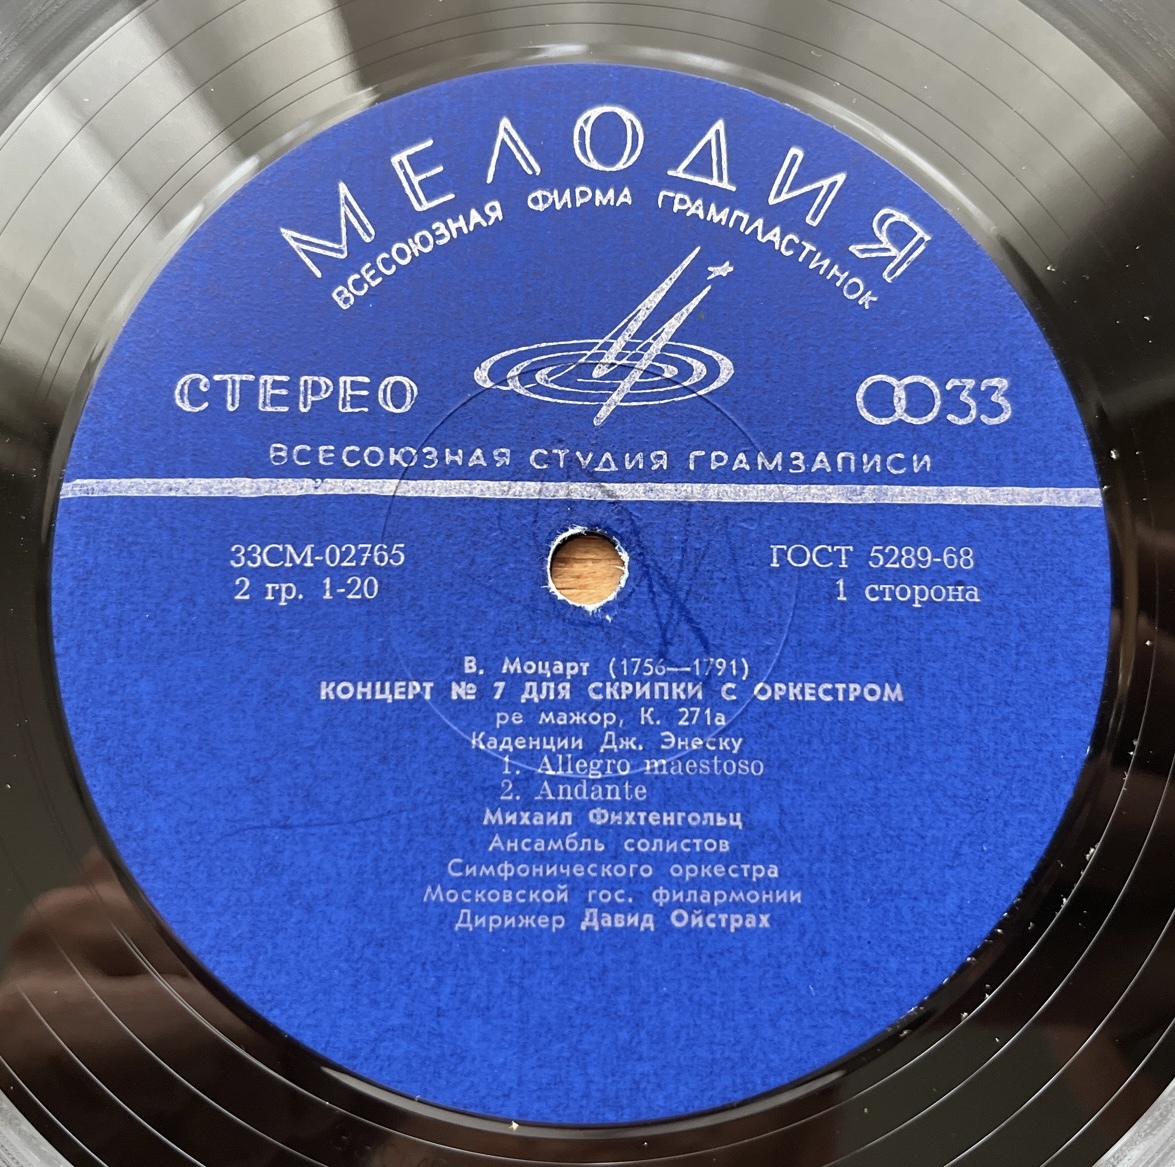 МЕЛОДИЯ
ВСЕСОЮЗНАЯ ФИРМА ГРАМПЛАСТИНОК
СТЕРЕО
33
ВСЕСОЮЗНАЯ СТУДИЯ ГРАМЗАПИСИ
33СМ-02765
ГОСТ 5289-68
2 гр. 1-20
1 сторона
В. Моцарт (1756—1791)
КОНЦЕРТ № 7 ДЛЯ СКРИПКИ С ОРКЕСТРОМ
ре мажор, К. 271а
Каденции Дж. Энеску
1. Allegro maestoso
2. Andante
Михаил Фихтенгольц
Ансамбль солистов
Симфонического оркестра
Московской гос. филармонии
Дирижер Давид Ойстрах